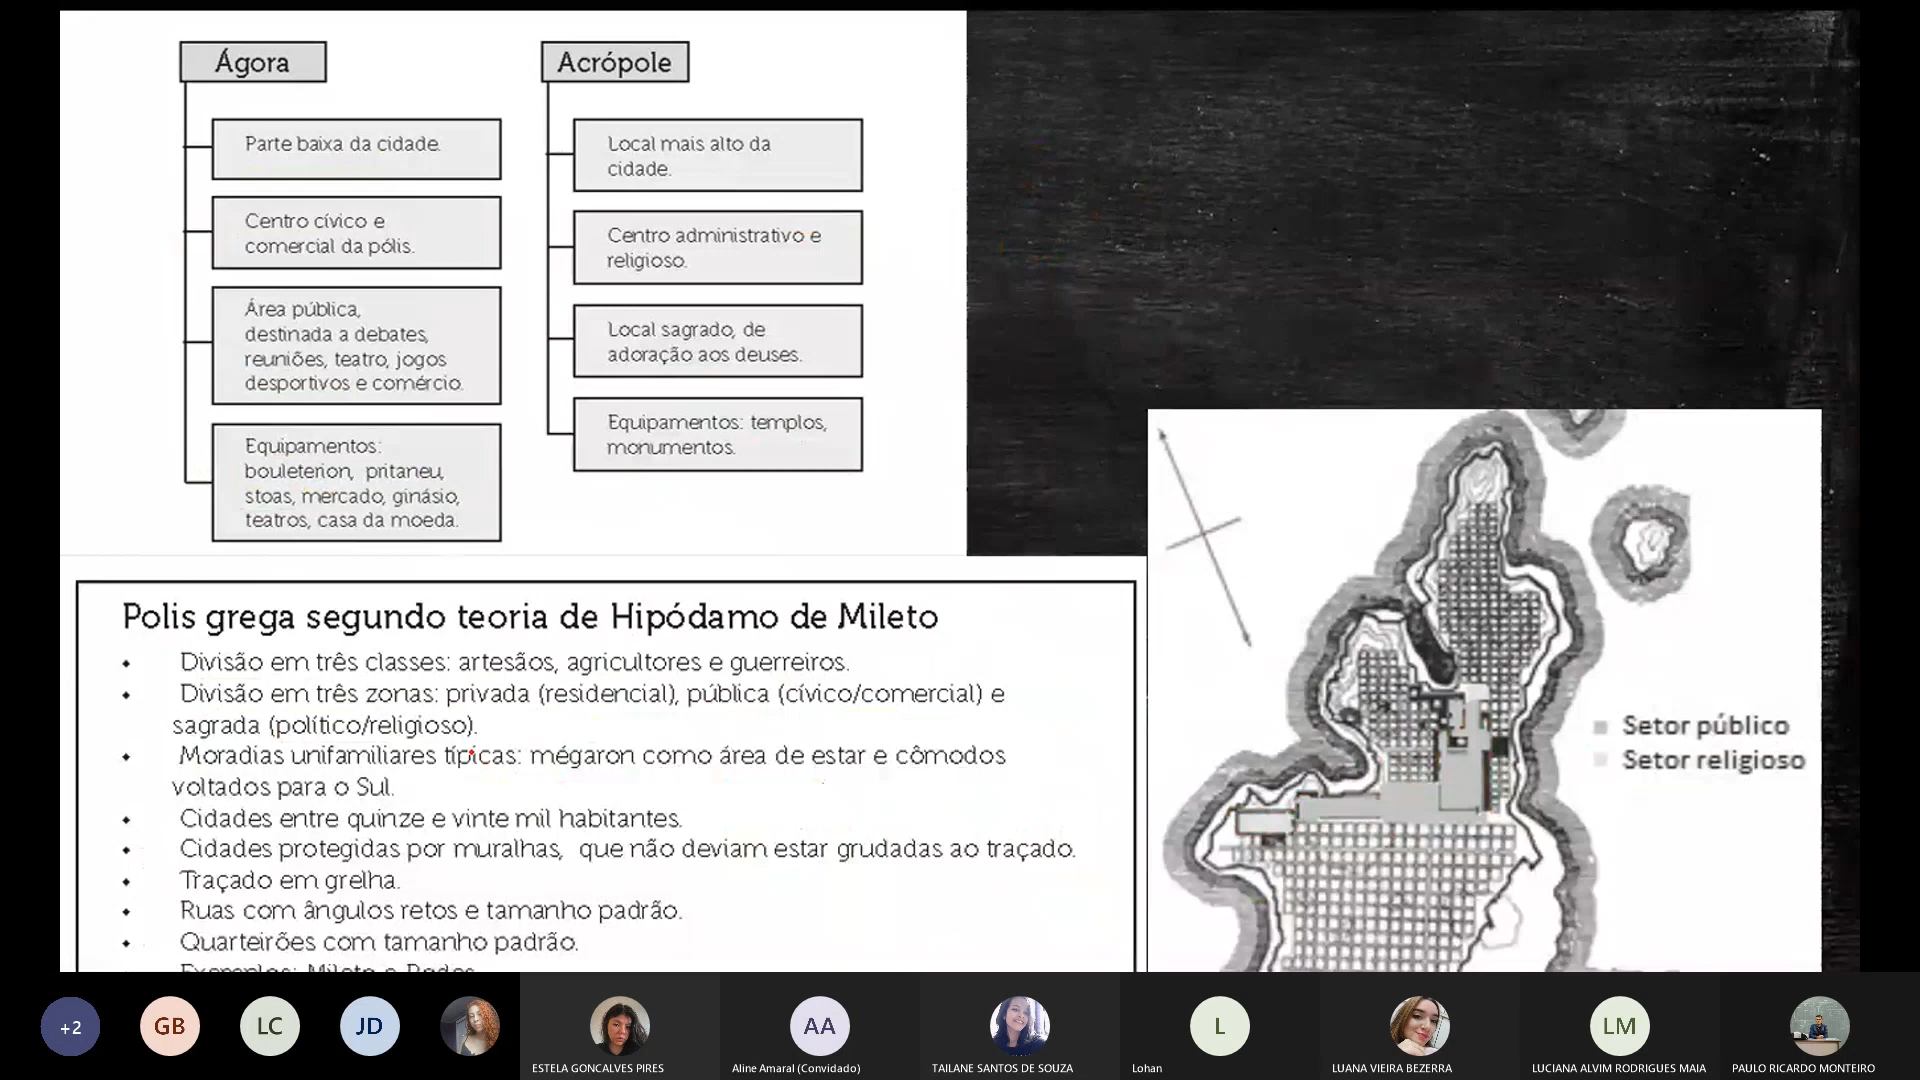 Ágora
Parte baixa da cidade.
Centro cívico e
comercial da pólis.
Área pública,
destinada a debates,
reuniões, teatro, jogos
desportivos e comércio.
Equipamentos:
bouleterion, pritaneu,
stoas, mercado, ginásio,
teatros, casa da moeda.
Acrópole
Local mais alto da
cidade.
Centro administrativo e
religioso.
Local sagrado, de
adoração aos deuses.
Equipamentos: templos,
monumentos.
Polis grega segundo teoria de Hipódamo de Mileto
• Divisão em três classes: artesãos, agricultores e guerreiros.
• Divisão em três zonas: privada (residencial), pública (cívico/comercial) e
sagrada (político/religioso).
• Moradias unifamiliares típicas: mégaron como área de estar e cômodos
voltados para o Sul.
• Cidades entre quinze e vinte mil habitantes.
• Cidades protegidas por muralhas, que não deviam estar grudadas ao traçado.
• Traçado em grelha.
• Ruas com ângulos retos e tamanho padrão.
• Quarteirões com tamanho padrão.
Exemplos: Mileto e Rodes
Setor público
Setor religioso
+2
GB
LC
JD
ESTELA GONCALVES PIRES
AA
Aline Amaral (Convidado)
TAILANE SANTOS DE SOUZA
L
Lohan
LUANA VIEIRA BEZERRA
LM
LUCIANA ALVIM RODRIGUES MAIA
PAULO RICARDO MONTEIRO